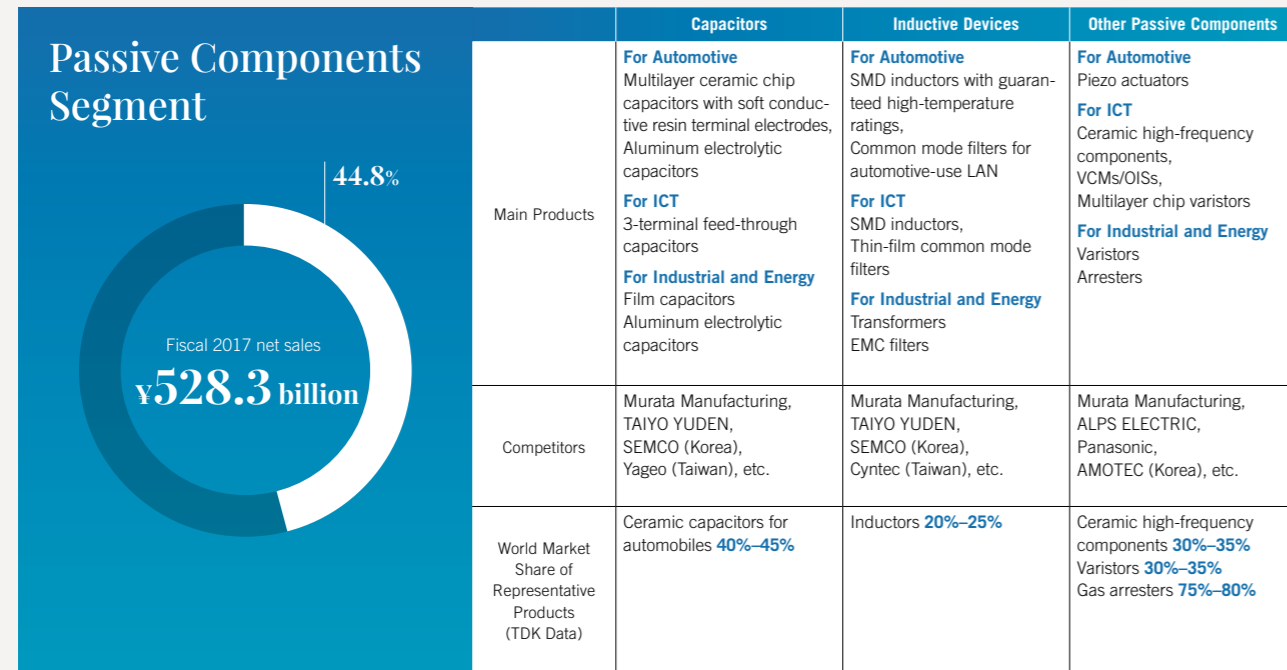 Passive Components
Segment
44.8%
Fiscal 2017 net sales
¥528.3 billion
Capacitors
Inductive Devices
Other Passive Components
Main Products
For Automotive
Multilayer ceramic chip
capacitors with soft conduc-
tive resin terminal electrodes,
Aluminum electrolytic
capacitors
For ICT
3-terminal feed-through
capacitors
For Industrial and Energy
Film capacitors
Aluminum electrolytic
capacitors
For Automotive
SMD inductors with guaran-
teed high-temperature
ratings,
Common mode filters for
automotive-use LAN
For ICT
SMD inductors,
Thin-film common mode
filters
For Industrial and Energy
Transformers
EMC filters
For Automotive
Piezo actuators
For ICT
Ceramic high-frequency
components,
VCMs/OISs,
Multilayer chip varistors
For Industrial and Energy
Varistors
Arresters
Competitors
Murata Manufacturing,
TAIYO YUDEN,
SEMCO (Korea),
Yageo (Taiwan), etc.
Murata Manufacturing,
TAIYO YUDEN,
SEMCO (Korea),
Cyntec (Taiwan), etc.
Murata Manufacturing,
ALPS ELECTRIC,
Panasonic,
AMOTEC (Korea), etc.
World Market
Share of
Representative
Products
(TDK Data)
Ceramic capacitors for
automobiles 40%–45%
Inductors 20%–25%
Ceramic high-frequency
components 30%–35%
Varistors 30%–35%
Gas arresters 75%–80%